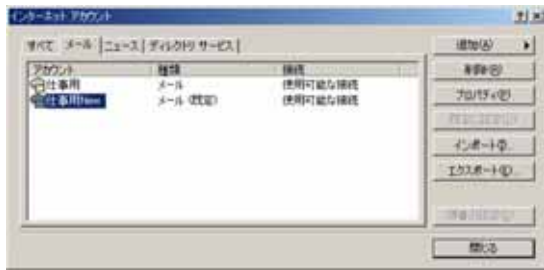 インターネット アカウント
すべて メール ニュース ディレクトリ サービス
アカウント 種類 接続
仕事用 メール 使用可能な接続
仕事用New メール (既定) 使用可能な接続
追加(A)
削除(R)
プロパティ(P)
インポート(I)...
エクスポート(E)...
閉じる